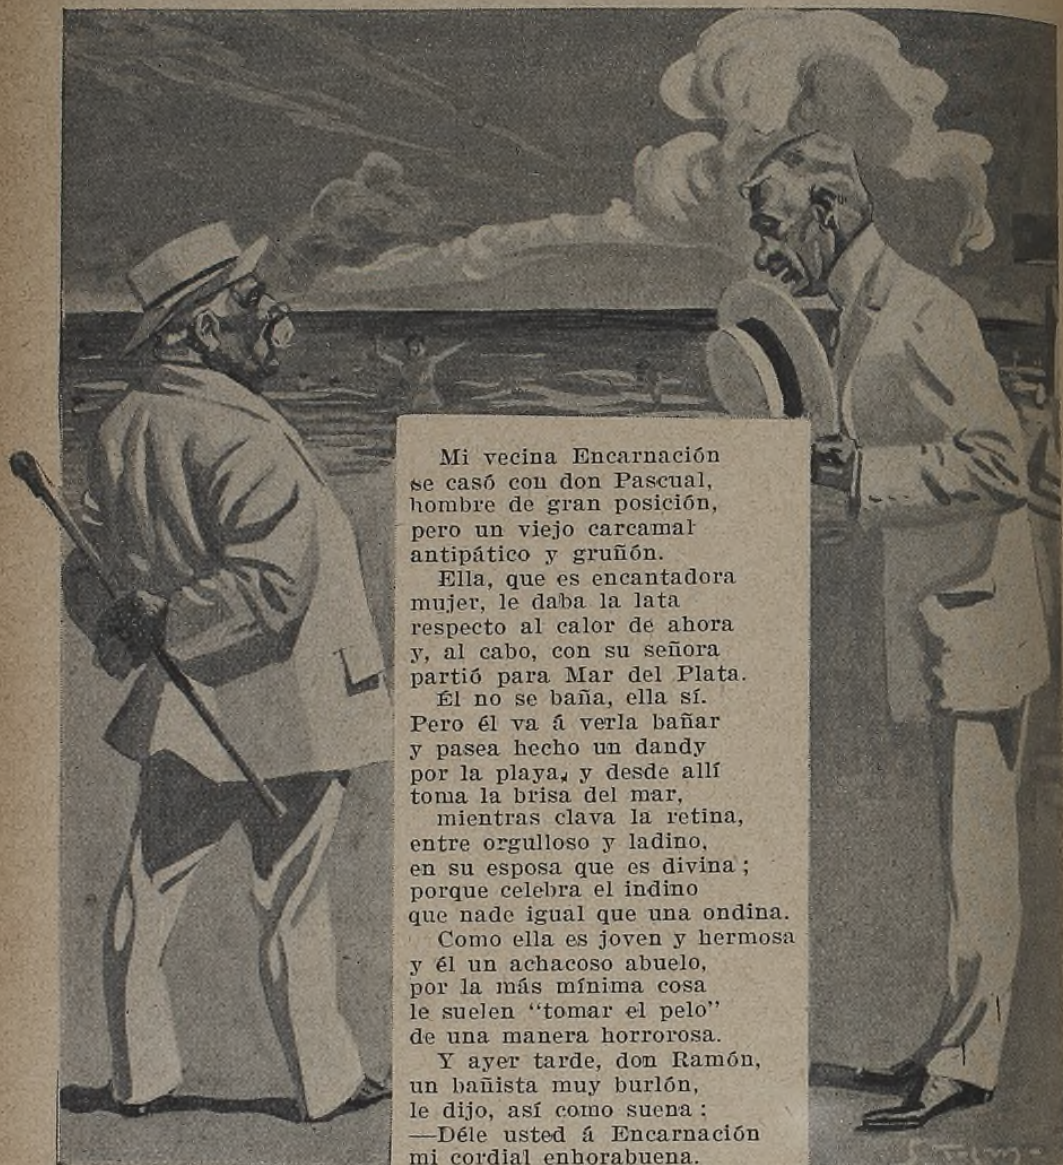 Mi vecina Encarnación
se casó con don Pascual,
hombre de gran posición,
pero un viejo carcamal
antipático y gruñón.
Ella, que es encantadora
mujer, le daba la lata
respecto al calor de ahora
y, al cabo, con su señora
partió para Mar del Plata.
Él no se baña, ella sí.
Pero él va á verla bañar
y pasea hecho un dandy
por la playa, y desde allí
toma la brisa del mar,
mientras clava la retina,
entre orgulloso y ladino,
en su esposa que es divina;
porque celebra el indino
que nade igual que una ondina.
Como ella es joven y hermosa
y él un achacoso abuelo,
por la más mínima cosa
le suelen “tomar el pelo”
de una manera horrorosa.
Y ayer tarde, don Ramón,
un bañista muy burlón,
le dijo, así como suena:
—Déle usted á Encarnación
mi cordial enhorabuena.